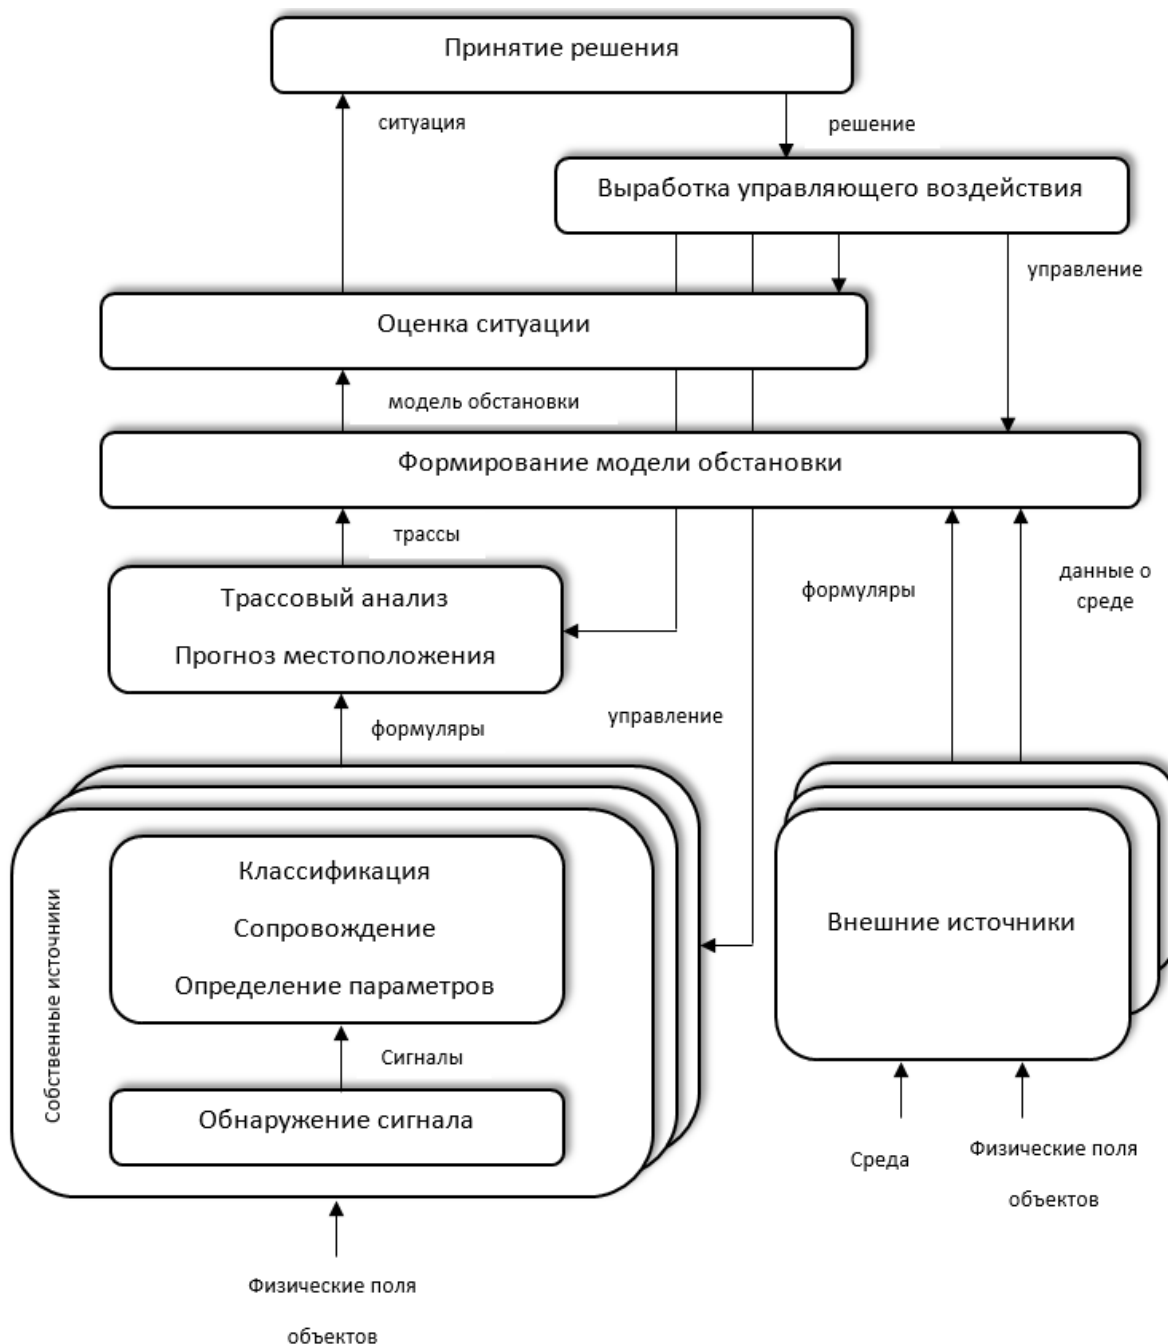 Принятие решения
ситуация
решение
Выработка управляющего воздействия
управление
Оценка ситуации
модель обстановки
Формирование модели обстановки
трассы
формуляры
данные о
среде
Трассовый анализ
Прогноз местоположения
формуляры
управление
Собственные источники
Классификация
Сопровождение
Определение параметров
Сигналы
Обнаружение сигнала
Физические поля
объектов
Внешние источники
Среда
Физические поля
объектов